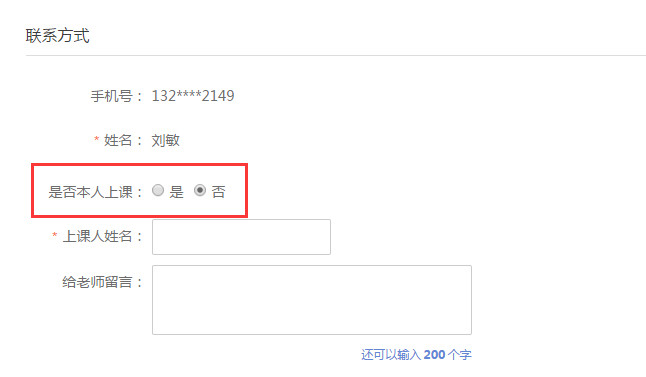 联系方式
手机号： 132****2149
* 姓名： 刘敏
是否本人上课： 是 否
* 上课人姓名：
给老师留言：
还可以输入 200 个字